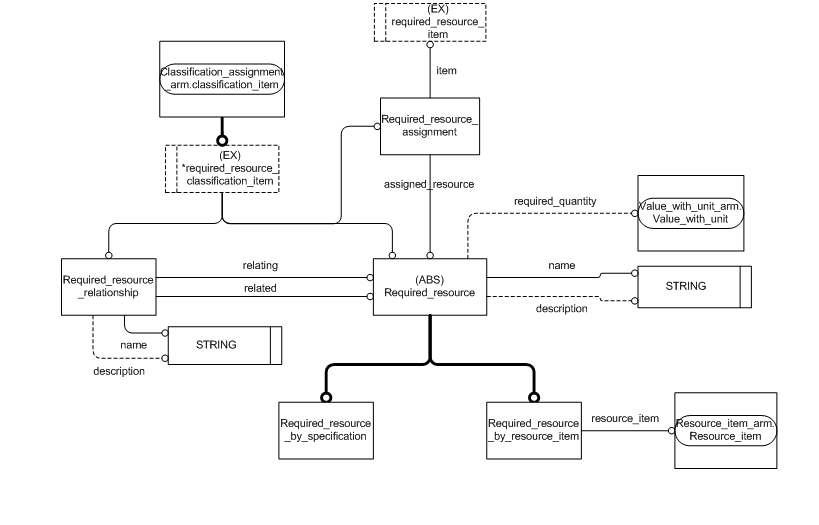 (EX)
required_resource_
item
Classification_assignment
_arm.classification_item
item
Required_resource_
assignment
(EX)
*required_resource_
classification_item
assigned_resource
required_quantity
Value_with_unit_arm.
Value_with_unit
relating
name
Required_resource
_relationship
(ABS)
Required_resource
STRING
related
description
name
STRING
description
Required_resource
_by_specification
Required_resource
_by_resource_item
resource_item
Resource_item_arm.
Resource_item